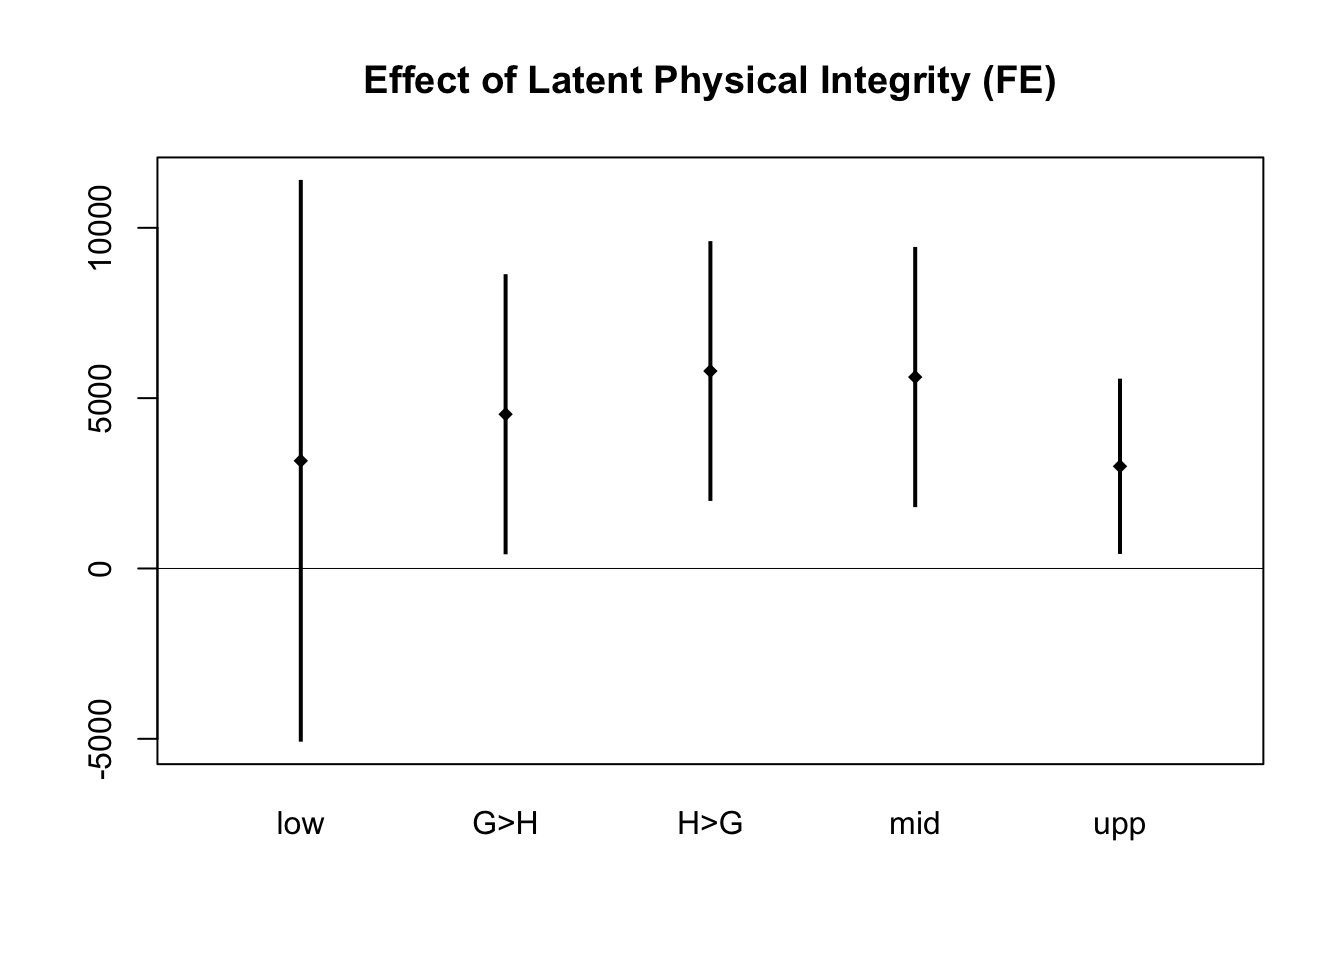 Effect of Latent Physical Integrity (FE)
10000
5000
0
-5000
low G>H H>G mid upp